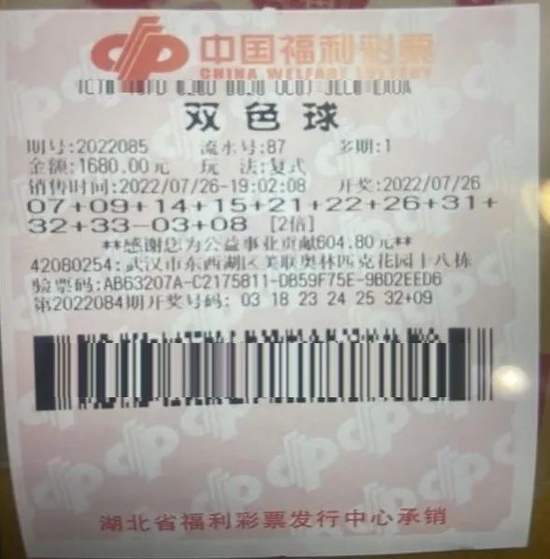 中国福利彩票
CHINA WELFARE LOTTERY
双色球
期号:2022085 流水号:87 多期:1
金额:1680.00元 玩 法:复式
销售时间:2022/07/26-19:02:08 开奖:2022/07/26
07+09+14+15+21+22+26+31+
32+33-03+08 [2倍]
**感谢您为公益事业贡献604.80元**
42080254:武汉市东西湖区美联奥林匹克花园十八栋
验票码:AB63207A-C2175811-DB59F75E-9BD2EED6
第2022084期开奖号码: 03 18 23 24 25 32+09
湖北省福利彩票发行中心承销